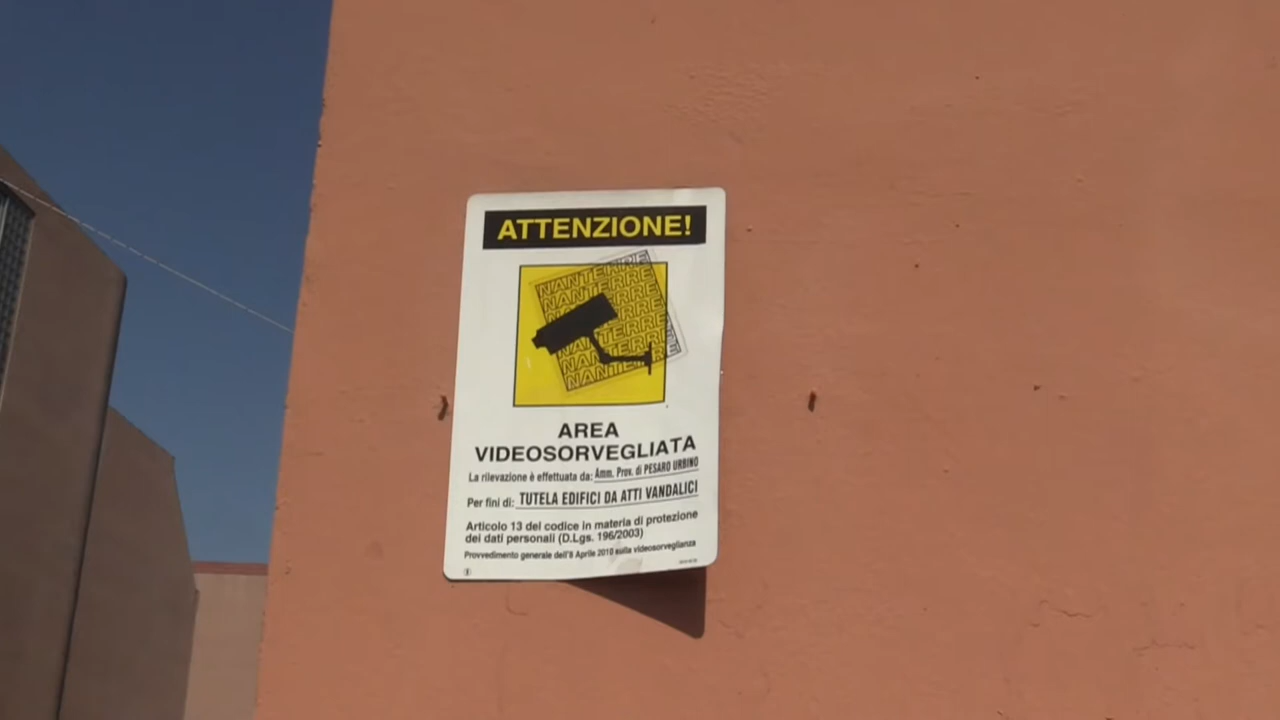 ATTENZIONE!
NANTERRE
NANTERRE
NANTERRE
NANTERRE
NANTERRE
NANTERRE
NANTERRE
AREA
VIDEOSORVEGLIATA
La rilevazione è effettuata da: Amm. Prov. di PESARO URBINO
Per fini di: TUTELA EDIFICI DA ATTI VANDALICI
Articolo 13 del codice in materia di protezione
dei dati personali (D.Lgs. 196/2003)
Provvedimento generale dell'8 Aprile 2010 sulla videosorveglianza